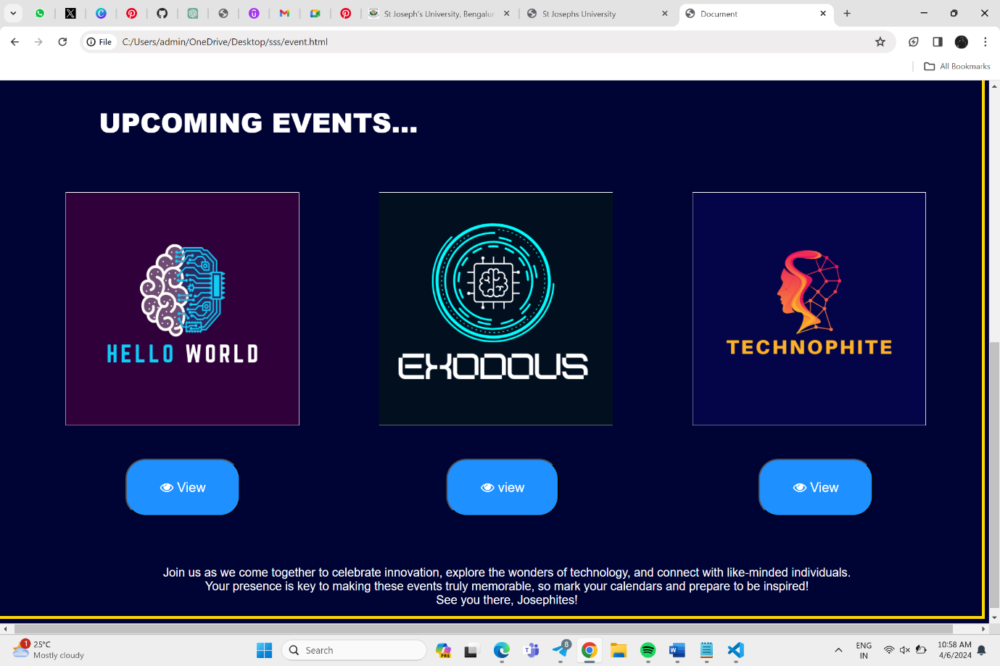 St Joseph's University, Bengalur
St Josephs University
Document
File
C:/Users/admin/OneDrive/Desktop/sss/event.html
All Bookmarks
UPCOMING EVENTS...
HELLO WORLD
EXODOUS
TECHNOPHITE
View
view
View
Join us as we come together to celebrate innovation, explore the wonders of technology, and connect with like-minded individuals.
Your presence is key to making these events truly memorable, so mark your calendars and prepare to be inspired!
See you there, Josephites!
1
25°C
Mostly cloudy
Search
PRE
8
ENG
IN
10:58 AM
4/6/2024